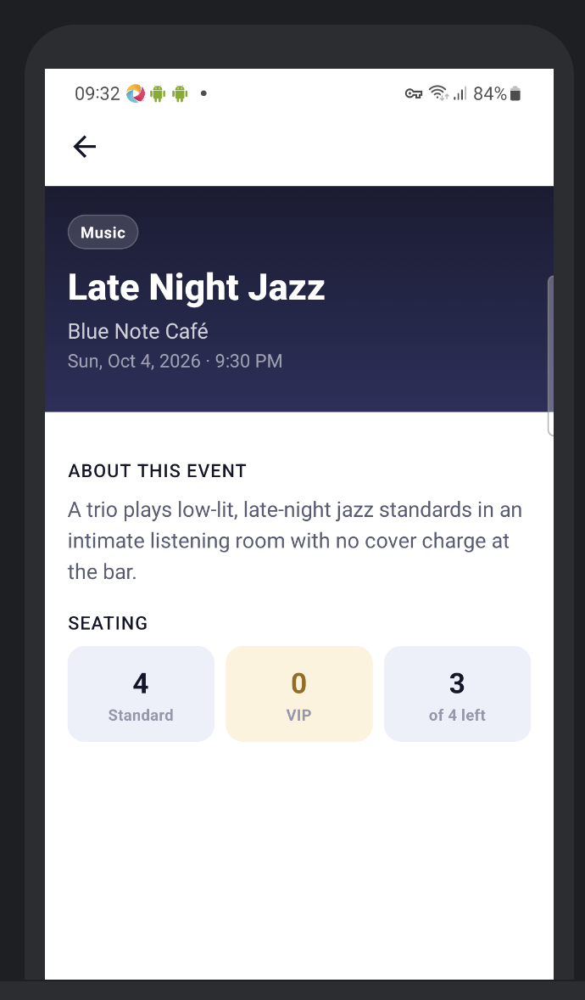 09:32
84%
Music
Late Night Jazz
Blue Note Café
Sun, Oct 4, 2026 · 9:30 PM
ABOUT THIS EVENT
A trio plays low-lit, late-night jazz standards in an
intimate listening room with no cover charge at
the bar.
SEATING
4
Standard
0
VIP
3
of 4 left